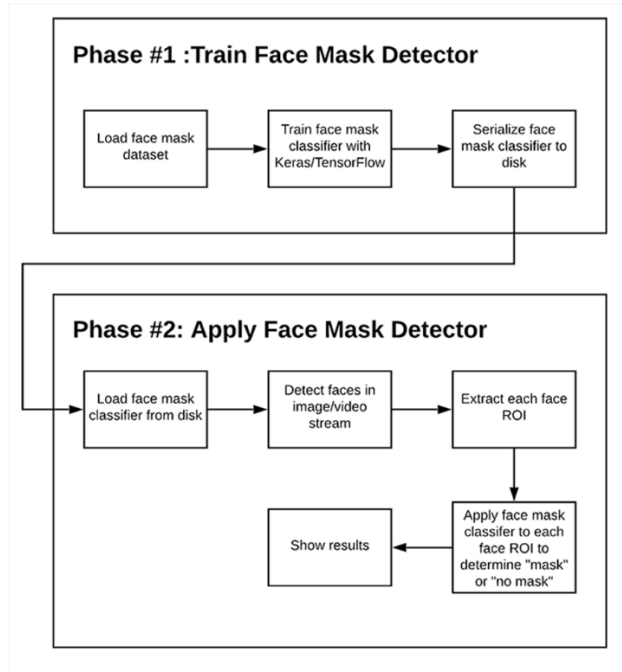 Phase #1 :Train Face Mask Detector
Load face mask
dataset
Train face mask
classifier with
Keras/TensorFlow
Serialize face
mask classifier to
disk
Phase #2: Apply Face Mask Detector
Load face mask
classifier from disk
Detect faces in
image/video
stream
Extract each face
ROI
Apply face mask
classifer to each
face ROI to
determine "mask"
or "no mask"
Show results